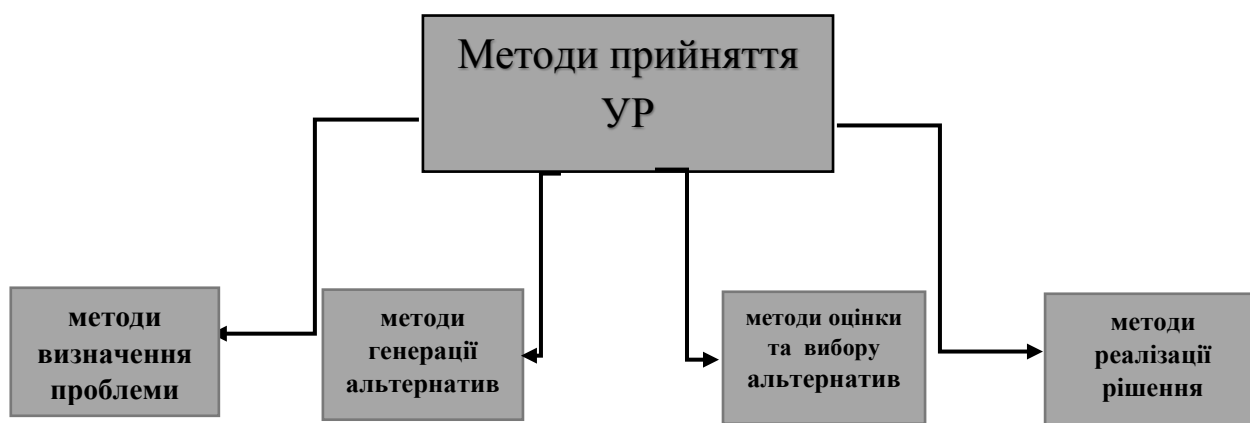 Методи прийняття
УР
методи
визначення
проблеми
методи
генерації
альтернатив
методи оцінки
та вибору
альтернатив
методи
реалізації
рішення